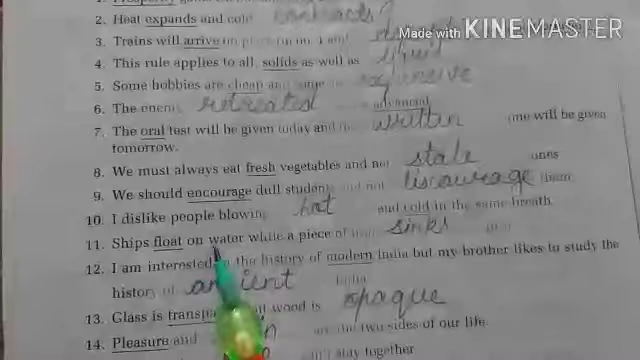 Made with KINEMASTER
2. Heat expands and cold contracts
3. Trains will arrive on and
4. This rule applies to all solids as well as liquid
5. Some hobbies are cheap and some expensive
6. The enemy retreated advanced
7. The oral test will be given today and the written one will be given
tomorrow.
8. We must always eat fresh vegetables and not stale ones
9. We should encourage dull students and not discourage them
10. I dislike people blowing hot and cold in the same breath
11. Ships float on water while a piece of sinks
12. I am interested in the history of modern India but my brother likes to study the
history of ancient India
13. Glass is wood is opaque
14. Pleasure and are the two sides of our life.
can't stay together